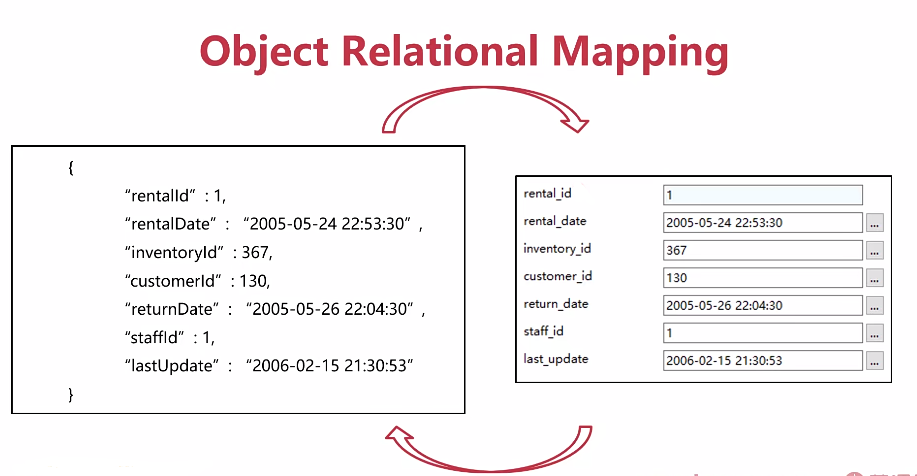 Object Relational Mapping
{
“rentalId” : 1,
“rentalDate” : “2005-05-24 22:53:30” ,
“inventoryId” : 367,
“customerId” : 130,
“returnDate” : “2005-05-26 22:04:30” ,
“staffId” : 1,
“lastUpdate” : “2006-02-15 21:30:53”
}
rental_id 1
rental_date 2005-05-24 22:53:30 ...
inventory_id 367 ...
customer_id 130 ...
return_date 2005-05-26 22:04:30 ...
staff_id 1 ...
last_update 2006-02-15 21:30:53 ...